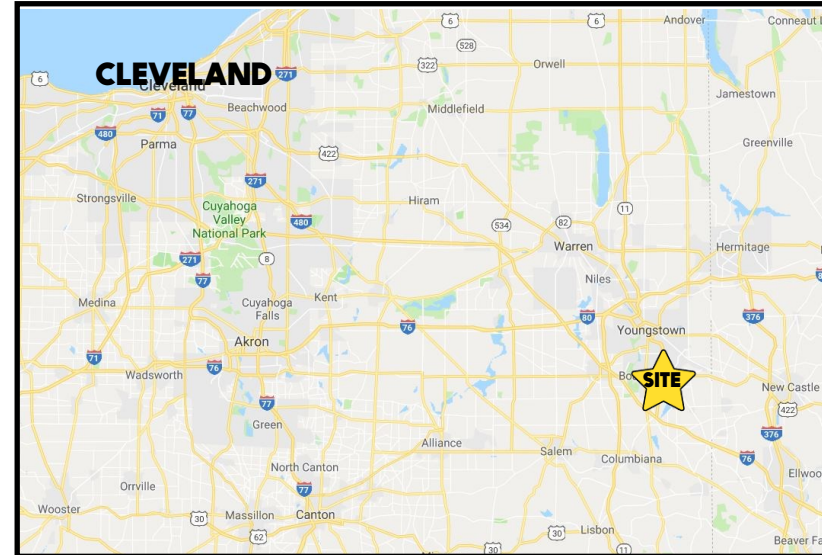 6
6
Andover
Conneaut
528
CLEVELAND
271
322
Orwell
6
Cleveland
Jamestown
Beachwood
Middlefield
71
77
480
Parma
Greenville
422
271
Strongsville
Cuyahoga
Valley
National Park
Hiram
11
480
534
82
Warren
Hermitage
271
8
77
Niles
Medina
Cuyahoga
Falls
Kent
80
376
76
Youngstown
Akron
71
76
Wadsworth
SITE
New Castle
77
422
Green
376
Alliance
Salem
Columbiana
76
North Canton
Orrville
77
Wooster
30
Massillon
Canton
62
30
Lisbon
30
11